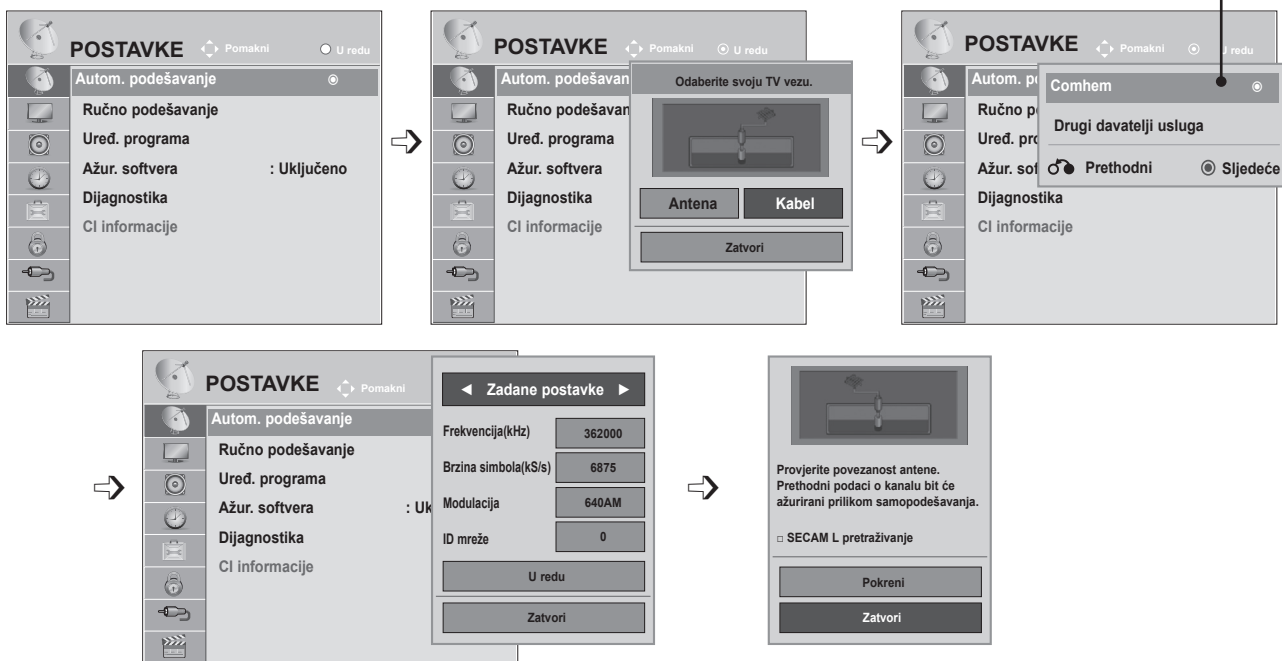 POSTAVKE Pomakni U redu
Autom. podešavanje
Ručno podešavanje
Uređ. programa
Ažur. softvera : Uključeno
Dijagnostika
CI informacije
POSTAVKE Pomakni U redu
Autom. podešavan
Ručno podešavan
Uređ. programa
Ažur. softvera
Dijagnostika
CI informacije
Odaberite svoju TV vezu.
Antena Kabel
Zatvori
POSTAVKE Pomakni U redu
Autom. p
Ručno p
Uređ. pro
Ažur. sof
Dijagnostika
CI informacije
Comhem
Drugi davatelji usluga
Prethodni Sljedeće
POSTAVKE Pomakni
Autom. podešavanje
Ručno podešavanje
Uređ. programa
Ažur. softvera : Uk
Dijagnostika
CI informacije
◄ Zadane postavke ►
Frekvencija(kHz) 362000
Brzina simbola(kS/s) 6875
Modulacija 640AM
ID mreže 0
U redu
Zatvori
Provjerite povezanost antene.
Prethodni podaci o kanalu bit će
ažurirani prilikom samopodešavanja.
□ SECAM L pretraživanje
Pokreni
Zatvori